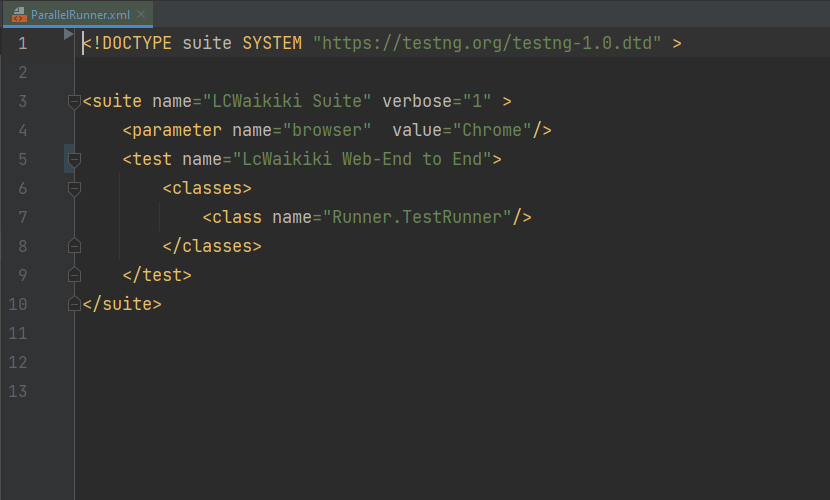 ParallelRunner.xml
1 <!DOCTYPE suite SYSTEM "https://testng.org/testng-1.0.dtd" >
2
3 <suite name="LCWaikiki Suite" verbose="1" >
4     <parameter name="browser"  value="Chrome"/>
5     <test name="LcWaikiki Web-End to End">
6         <classes>
7             <class name="Runner.TestRunner"/>
8         </classes>
9     </test>
10 </suite>
11
12
13